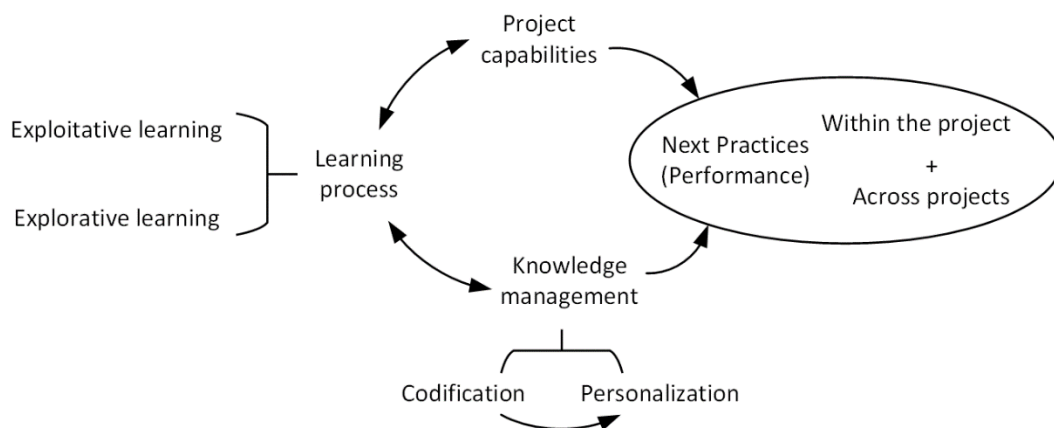 Project
capabilities
Exploitative learning
Learning
process
Explorative learning
Next Practices
(Performance)
Within the project
+
Across projects
Knowledge
management
Codification
Personalization